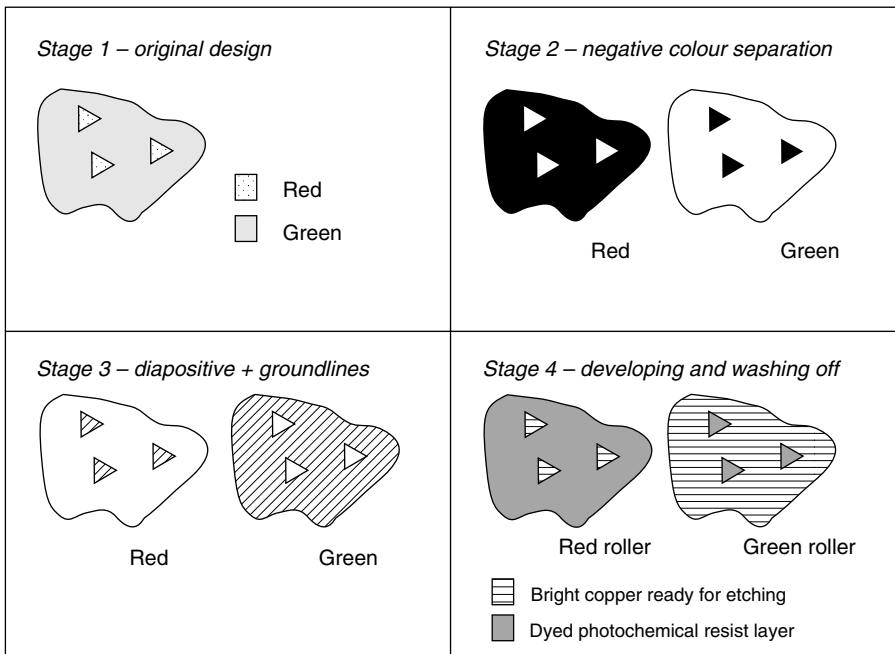 Stage 1 – original design
Red
Green
Stage 2 – negative colour separation
Red Green
Stage 3 – diapositive + groundlines
Red Green
Stage 4 – developing and washing off
Red roller Green roller
Bright copper ready for etching
Dyed photochemical resist layer